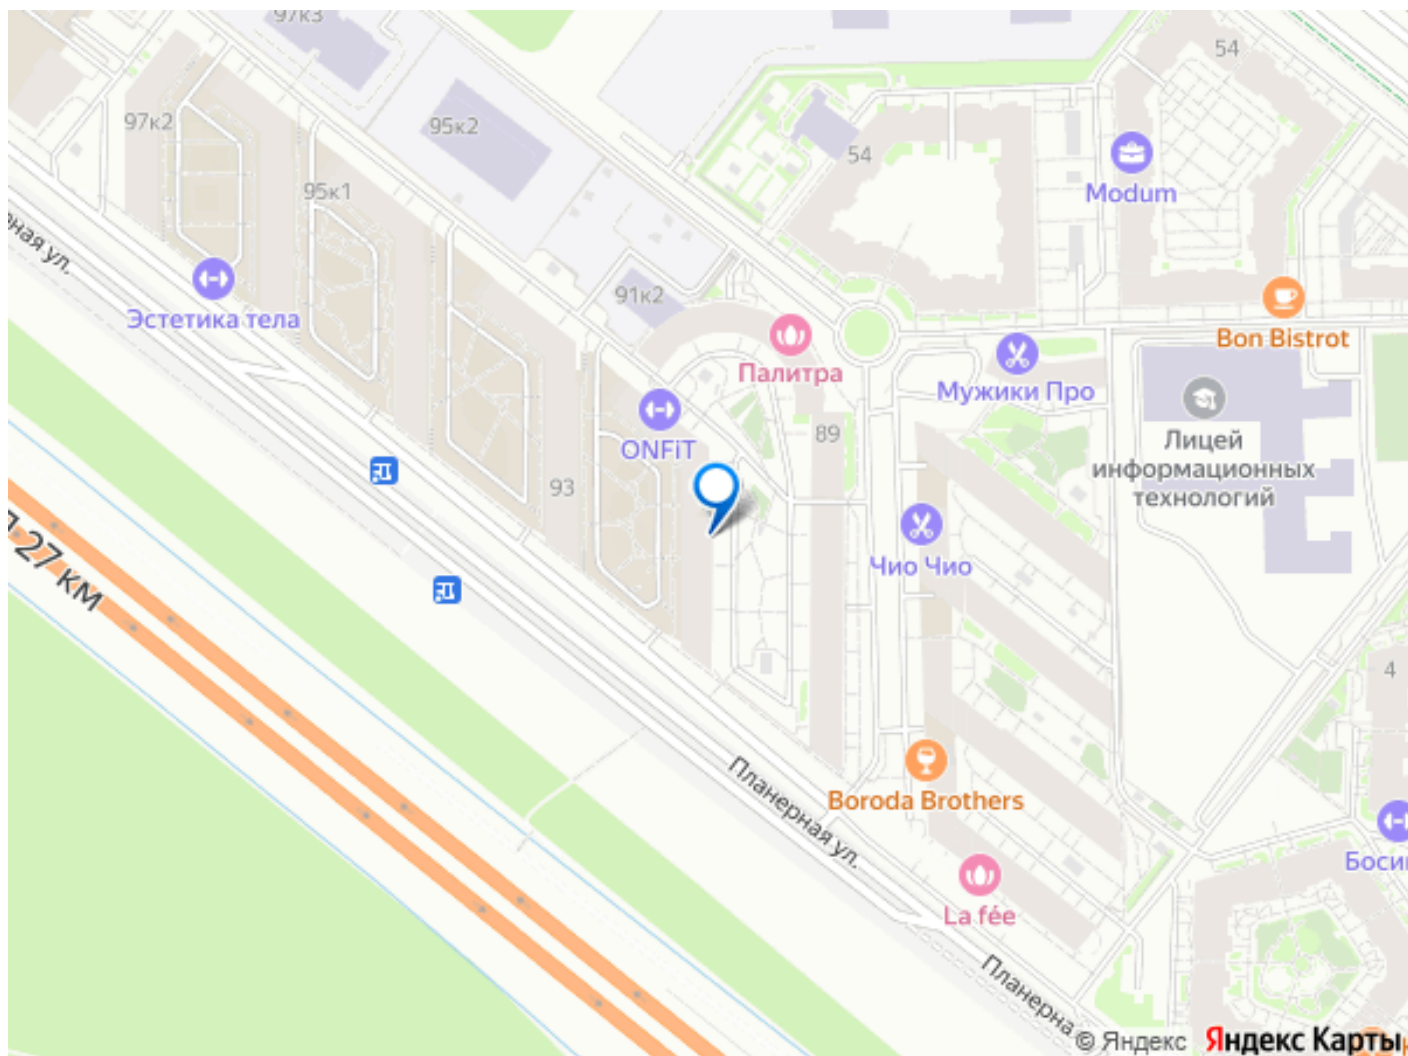 97к3
54
97к2
95к2
54
Modum
95к1
рная ул.
Эстетика тела
91к2
Палитра
Bon Bistrot
Мужики Про
ONFiT
89
Лицей
информационных
технологий
93
27 КМ
Чио Чио
4
Планерная ул.
Boroda Brothers
Боси
La fée
Планерна
© Яндекс
Яндекс Карты